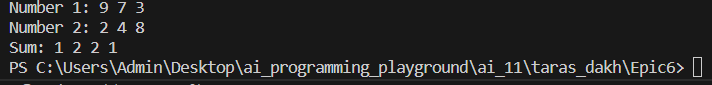 Number 1: 9 7 3
Number 2: 2 4 8
Sum: 1 2 2 1
PS C:\Users\Admin\Desktop\ai_programming_playground\ai_11\taras_dakh\Epic6>